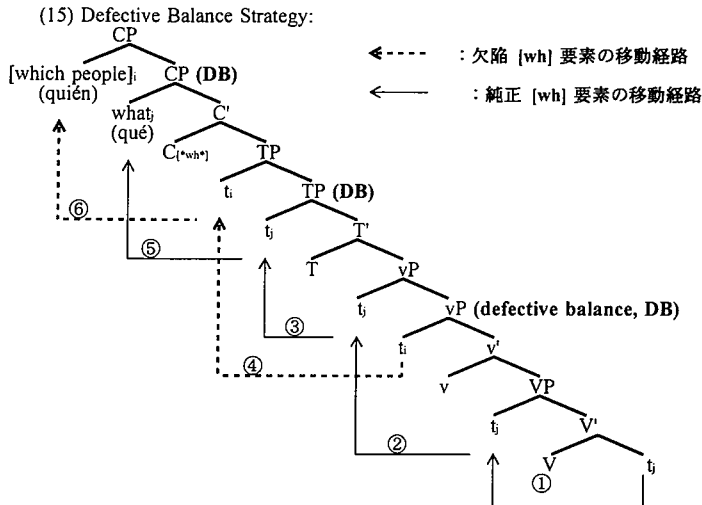 (15) Defective Balance Strategy:
CP
[which people]i CP (DB)
(quién)
whatj C'
(qué)
C[*wh*] TP
ti TP (DB)
tj T'
T vP
tj vP (defective balance, DB)
ti v'
v VP
tj V'
V tj
⑥
⑤
③
④
②
①
：欠陥 [wh] 要素の移動経路
：純正 [wh] 要素の移動経路